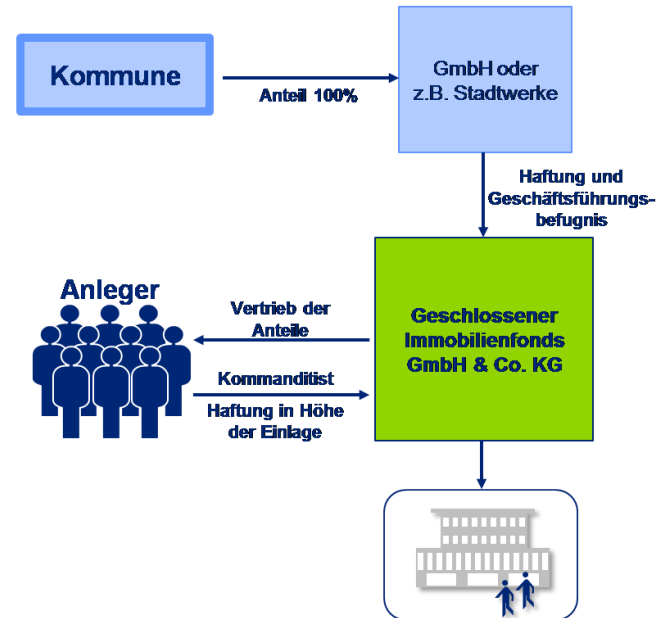 Kommune
Anteil 100%
GmbH oder
z.B. Stadtwerke
Haftung und
Geschäftsführungs-
befugnis
Anleger
Vertrieb der
Anteile
Kommanditist
Haftung in Höhe
der Einlage
Geschlossener
Immobilienfonds
GmbH & Co. KG